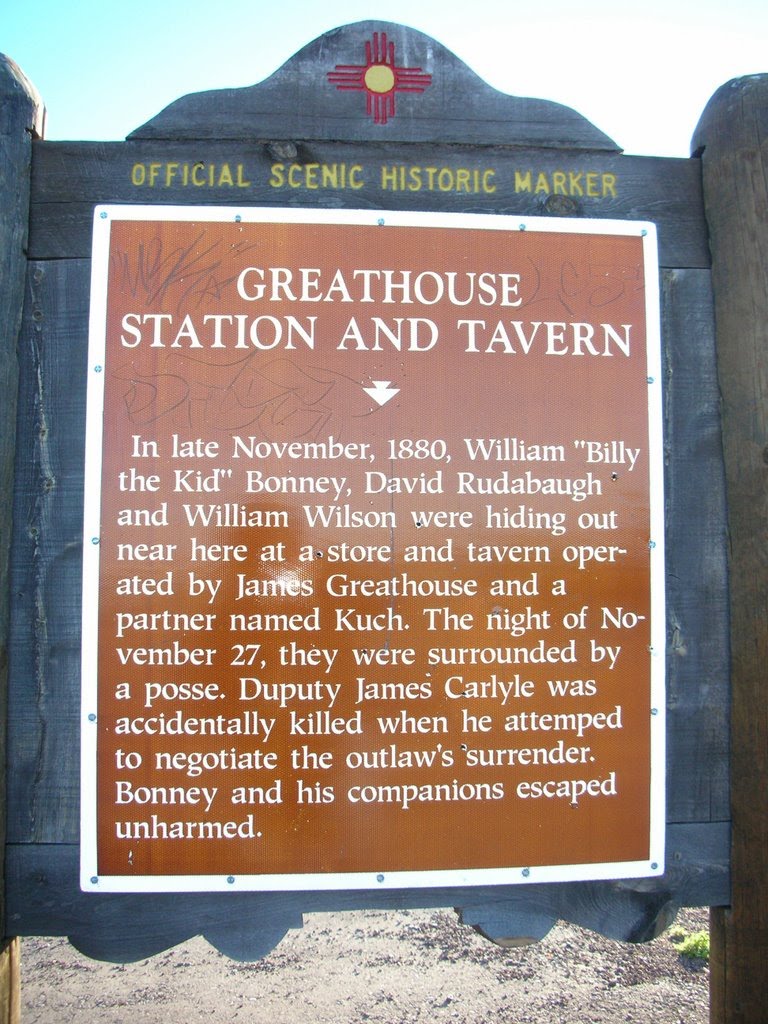 OFFICIAL SCENIC HISTORIC MARKER
GREATHOUSE
STATION AND TAVERN
In late November, 1880, William "Billy
the Kid" Bonney, David Rudabaugh
and William Wilson were hiding out
near here at a store and tavern oper-
ated by James Greathouse and a
partner named Kuch. The night of No-
vember 27, they were surrounded by
a posse. Duputy James Carlyle was
accidentally killed when he attemped
to negotiate the outlaw's surrender.
Bonney and his companions escaped
unharmed.